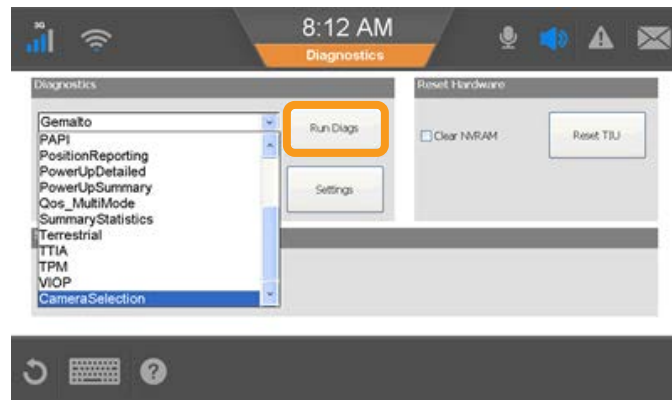 3G
8:12 AM
Diagnostics
Diagnostics
Reset Hardware
Gemalto
Run Diags
Clear NVRAM
Reset TIU
PAPI
PositionReporting
PowerUpDetailed
PowerUpSummary
Settings
Qos_MultiMode
SummaryStatistics
Terrestrial
TTIA
TPM
VIOP
CameraSelection
?